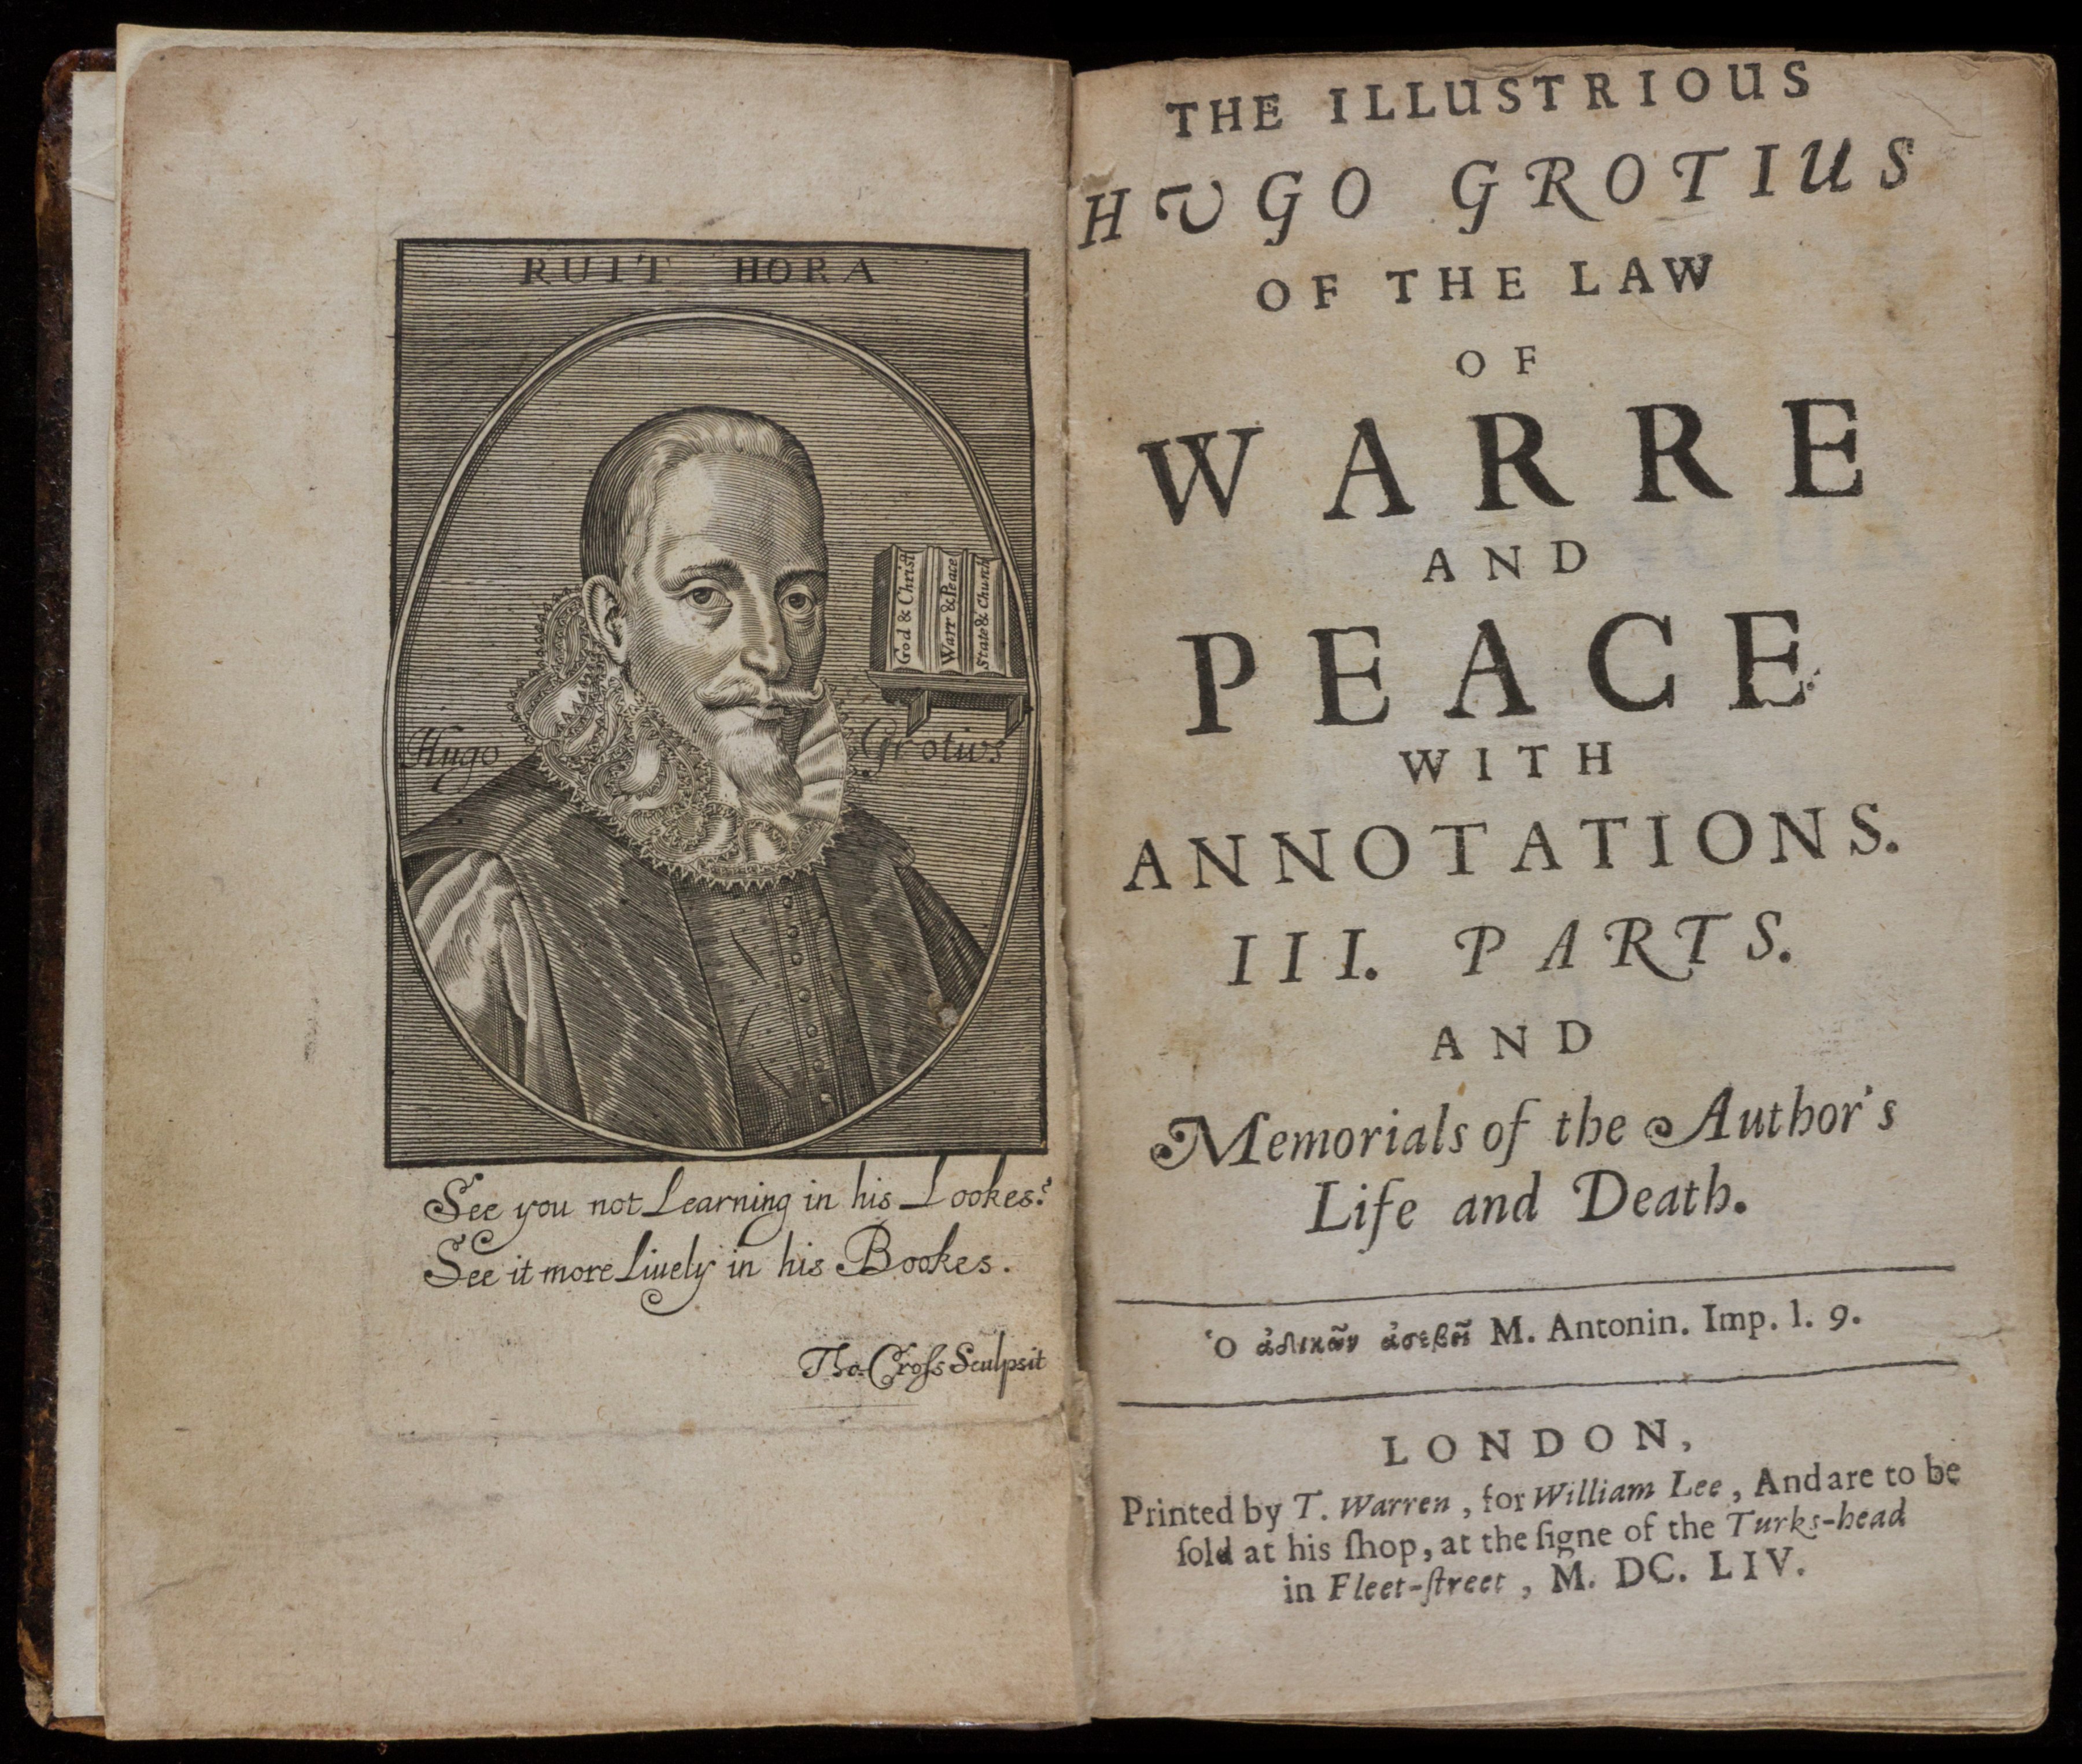 RUIT HORA
God & Christ
Warr & Peace
State & Church
Hugo Grotius
See you not Learning in his Lookes?
See it more Liuely in his Bookes.
Tho. Croſs Sculpsit
THE ILLUSTRIOUS
HUGO GROTIUS
OF THE LAW
OF
WARRE
AND
PEACE
WITH
ANNOTATIONS.
III. PARTS.
AND
Memorials of the Author's
Life and Death.
Ὁ ἀδικῶν ἀσεβεῖ M. Antonin. Imp. l. 9.
LONDON,
Printed by T. Warren, for William Lee, And are to be
ſold at his ſhop, at the ſigne of the Turks-head
in Fleet-ſtreet, M. DC. LIV.